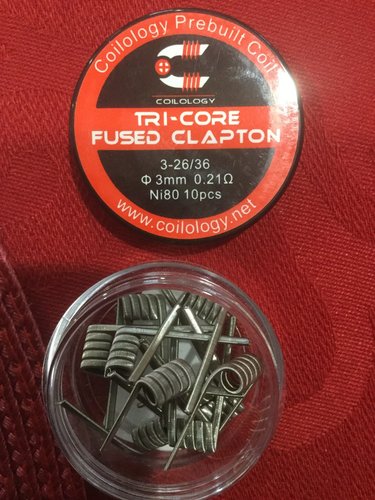 Coilology Prebuilt Coil
COILOLOGY
TRI-CORE
FUSED CLAPTON
3-26/36
Φ 3mm 0.21Ω
Ni80 10pcs
www.coilology.net